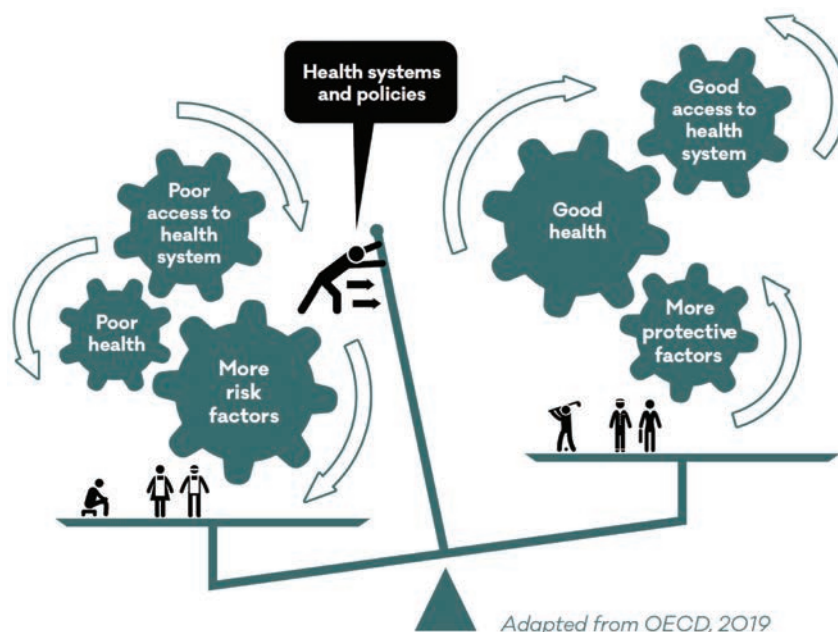 Health systems
and policies
Poor
access to
health
system
Poor
health
More
risk
factors
Good
access to
health
system
Good
health
More
protective
factors
Adapted from OECD, 2019